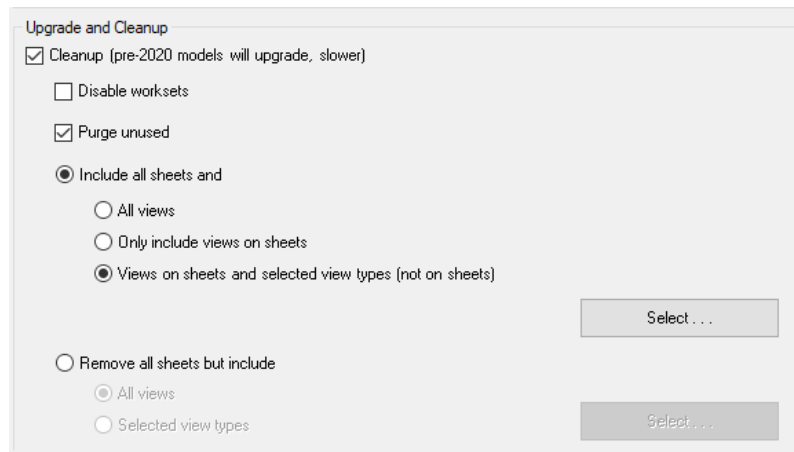 Upgrade and Cleanup
Cleanup (pre-2020 models will upgrade, slower)
Disable worksets
Purge unused
Include all sheets and
All views
Only include views on sheets
Views on sheets and selected view types (not on sheets)
Select . . .
Remove all sheets but include
All views
Selected view types
Select . . .